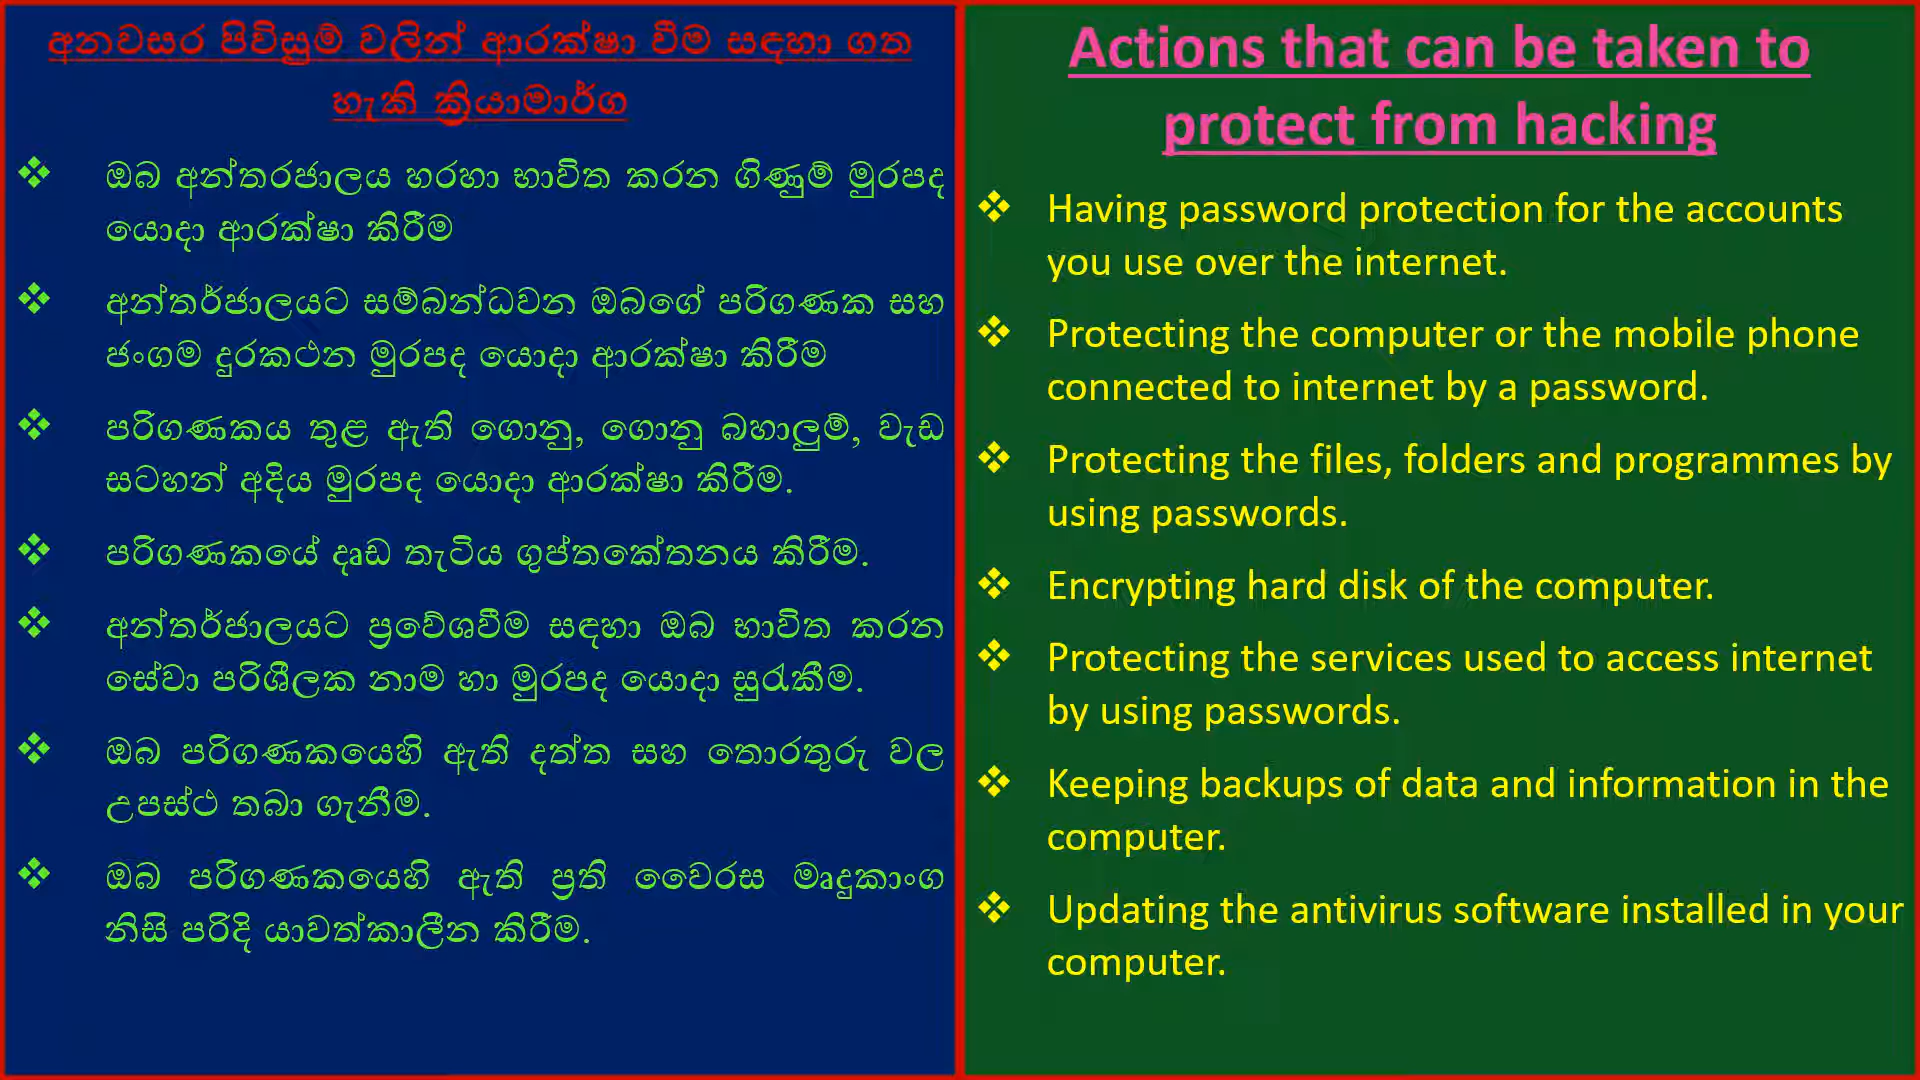 අනවසර පිවිසුම් වලින් ආරක්ෂා වීම සඳහා ගත
හැකි ක්‍රියාමාර්ග
❖ ඔබ අන්තරජාලය හරහා භාවිත කරන ගිණුම් මුරපද
යොදා ආරක්ෂා කිරීම
❖ අන්තර්ජාලයට සම්බන්ධවන ඔබගේ පරිගණක සහ
ජංගම දුරකථන මුරපද යොදා ආරක්ෂා කිරීම
❖ පරිගණකය තුළ ඇති ගොනු, ගොනු බහාලුම්, වැඩ
සටහන් අදිය මුරපද යොදා ආරක්ෂා කිරීම.
❖ පරිගණකයේ දෘඩ තැටිය ගුප්තකේතනය කිරීම.
❖ අන්තර්ජාලයට ප්‍රවේශවීම සඳහා ඔබ භාවිත කරන
සේවා පරිශීලක නාම හා මුරපද යොදා සුරැකීම.
❖ ඔබ පරිගණකයෙහි ඇති දත්ත සහ තොරතුරු වල
උපස්ථ තබා ගැනීම.
❖ ඔබ පරිගණකයෙහි ඇති ප්‍රති වෛරස මෘදුකාංග
නිසි පරිදි යාවත්කාලීන කිරීම.
Actions that can be taken to
protect from hacking
❖ Having password protection for the accounts
you use over the internet.
❖ Protecting the computer or the mobile phone
connected to internet by a password.
❖ Protecting the files, folders and programmes by
using passwords.
❖ Encrypting hard disk of the computer.
❖ Protecting the services used to access internet
by using passwords.
❖ Keeping backups of data and information in the
computer.
❖ Updating the antivirus software installed in your
computer.